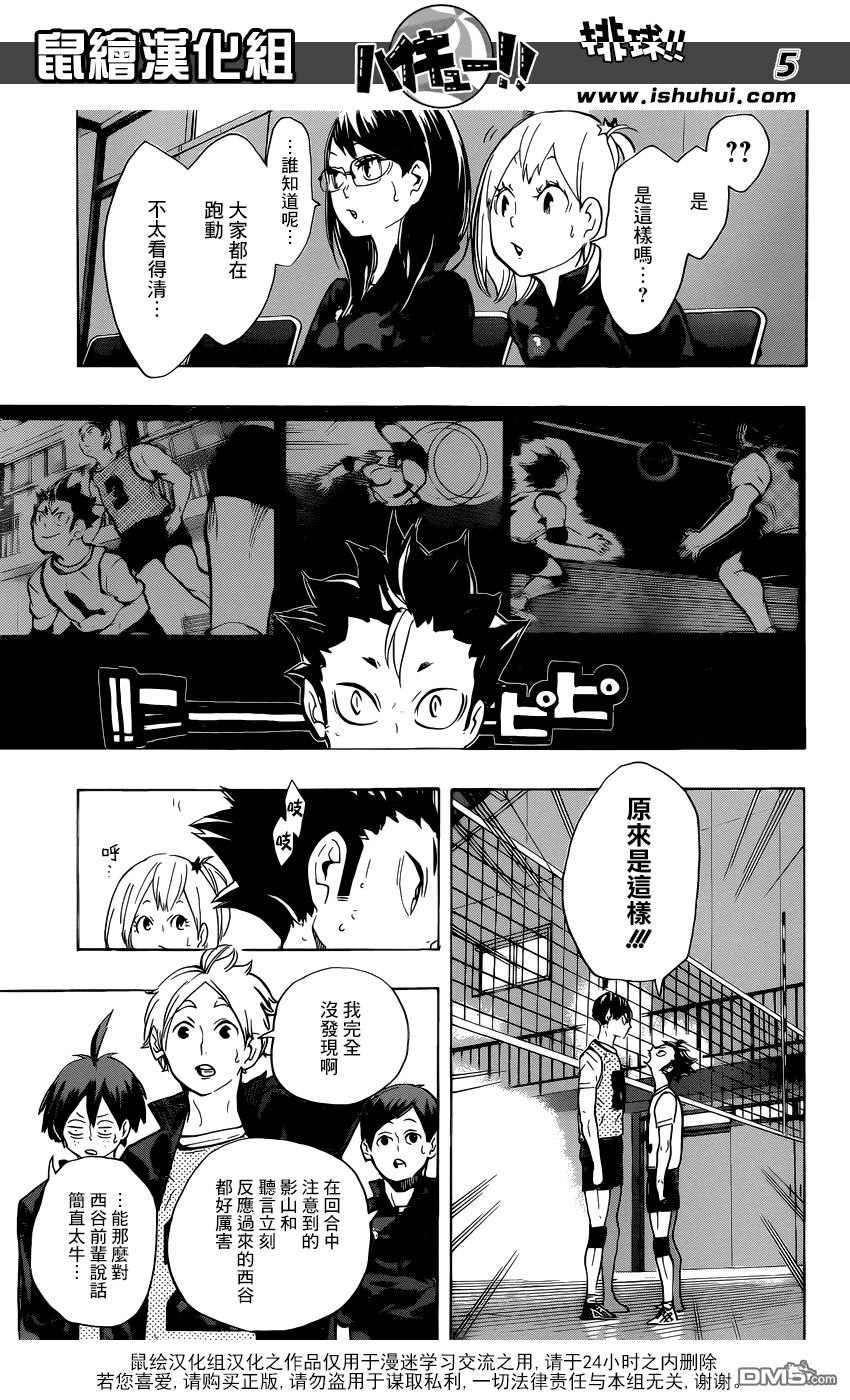 鼠繪漢化組
ハイキュー!!
排球!!
5
www.ishuhui.com
??
是
是這樣嗎…?
…誰知道呢…
大家都在
跑動
不太看得清…
ピピ
原來是這樣!!!
吱
吱
呼
我完全
沒發現啊
在回合中
注意到的
影山和
聽言立刻
反應過來的西谷
都好厲害
…能那麼對
西谷前輩說話
簡直太牛…
鼠绘汉化组汉化之作品仅用于漫迷学习交流之用, 请于24小时之内删除
若您喜爱, 请购买正版, 请勿盗用于谋取私利, 一切法律责任与本组无关, 谢谢。
DM5.com